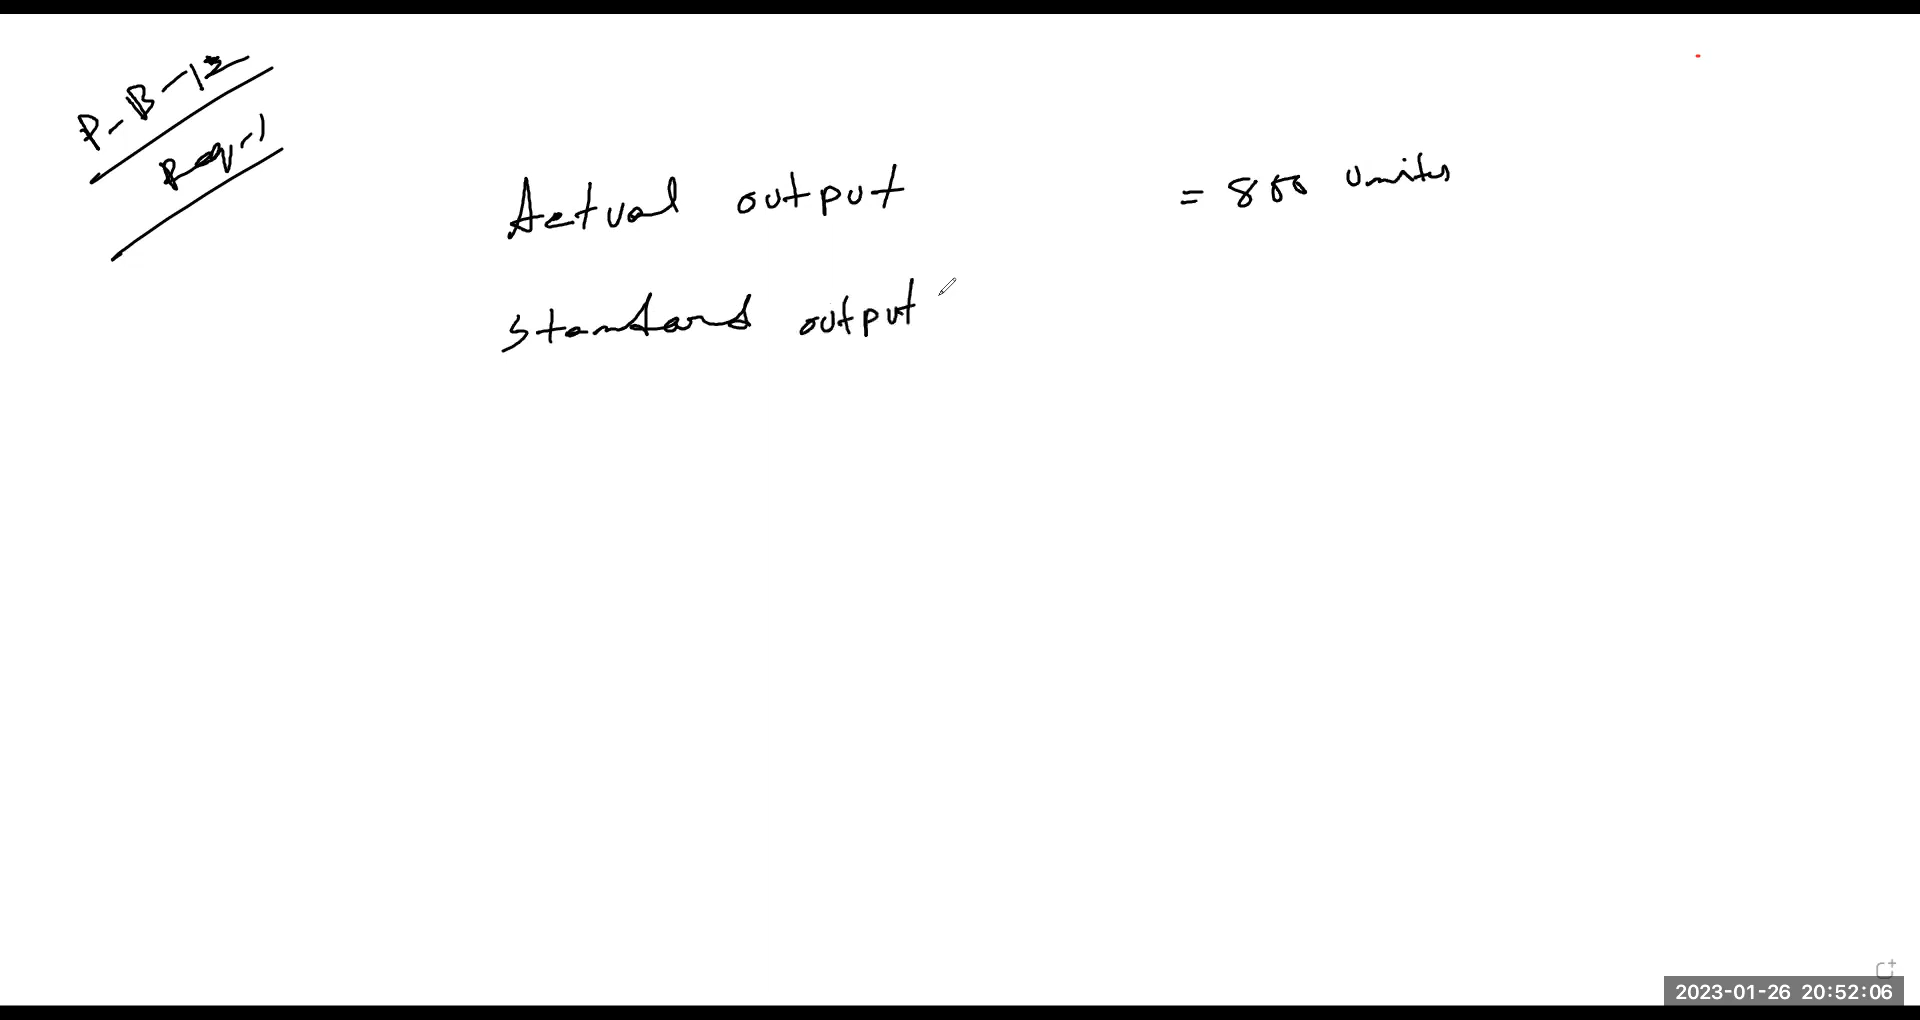 P-B-12
Req-1
Actual output = 800 units
standard output
2023-01-26 20:52:06